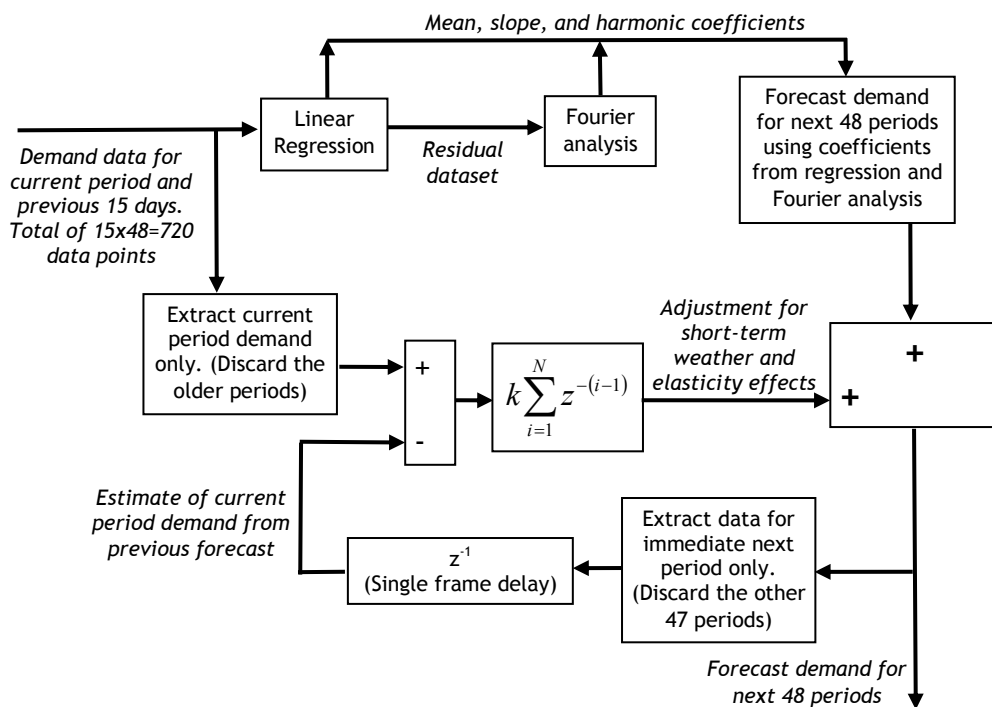 Mean, slope, and harmonic coefficients
Linear
Regression
Residual
dataset
Fourier
analysis
Forecast demand
for next 48 periods
using coefficients
from regression and
Fourier analysis
Demand data for
current period and
previous 15 days.
Total of 15x48=720
data points
Extract current
period demand
only. (Discard the
older periods)
+
-
k∑_{i=1}^{N} z^{-(i-1)}
Adjustment for
short-term
weather and
elasticity effects
+
+
Estimate of current
period demand from
previous forecast
z^{-1}
(Single frame delay)
Extract data for
immediate next
period only.
(Discard the other
47 periods)
Forecast demand for
next 48 periods